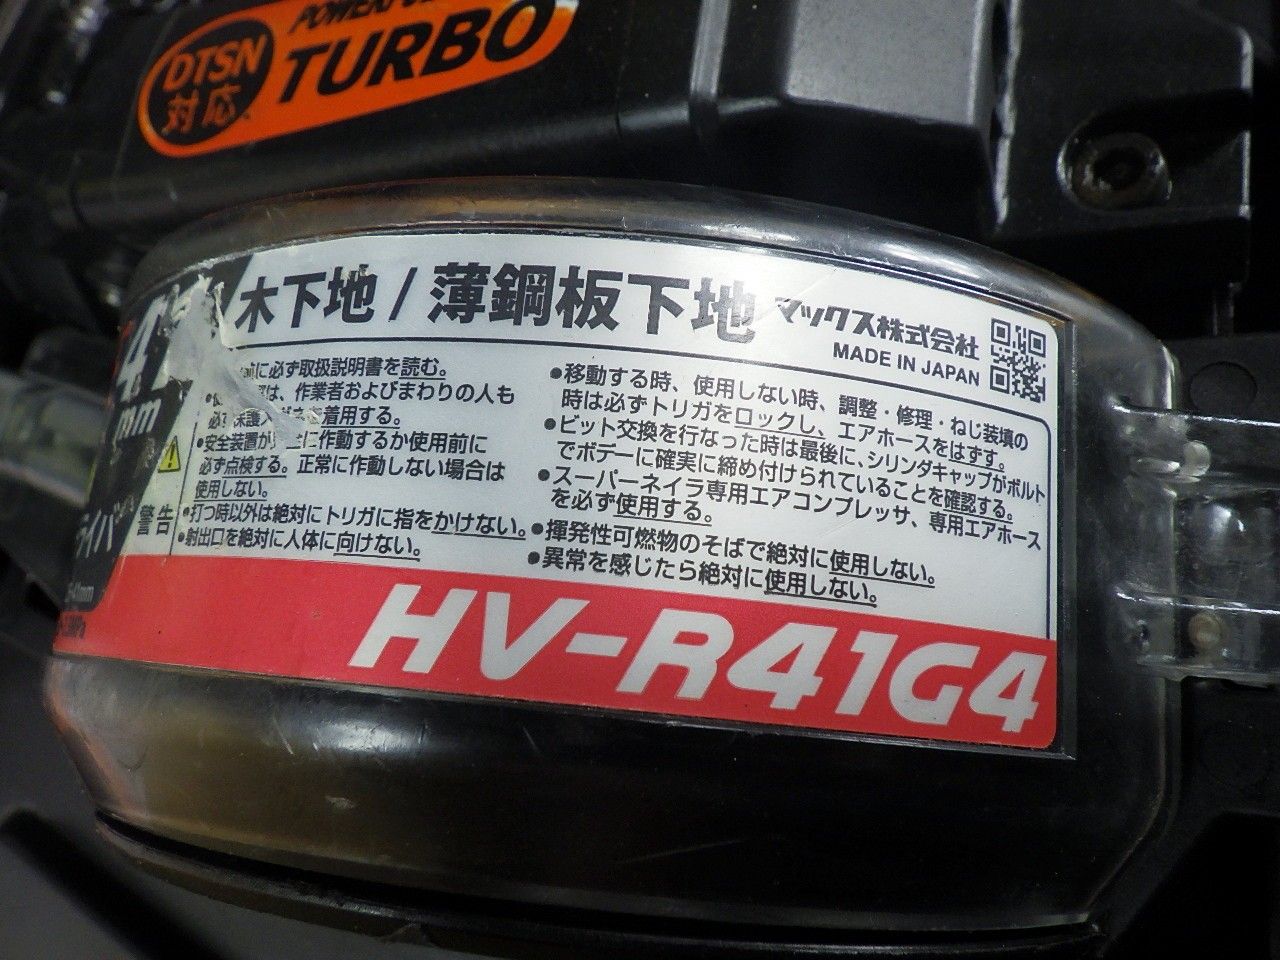 DTSN
対応
TURBO
木下地/薄鋼板下地
マックス株式会社
MADE IN JAPAN
41
mm
に必ず取扱説明書を読む。
は、作業者およびまわりの人も
必ず保護メガネを着用する。
•安全装置が完全に作動するか使用前に
必ず点検する。正常に作動しない場合は
使用しない。
•打つ時以外は絶対にトリガに指をかけない。
•射出口を絶対に人体に向けない。
警告
•移動する時、使用しない時、調整・修理・ねじ装填の
時は必ずトリガをロックし、エアホースをはずす。
•ビット交換を行なった時は最後に、シリンダキャップがボルト
でボデーに確実に締め付けられていることを確認する。
•スーパーネイラ専用エアコンプレッサ、専用エアホース
を必ず使用する。
•揮発性可燃物のそばで絶対に使用しない。
•異常を感じたら絶対に使用しない。
HV-R41G4